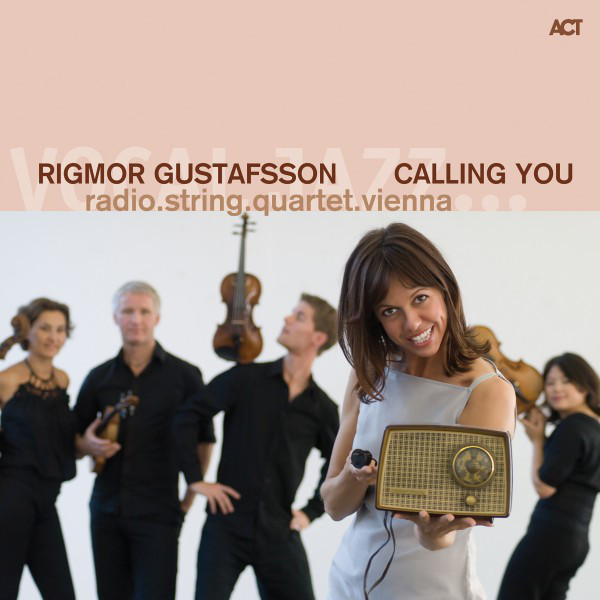 ACT
VOCAL JAZZ...
RIGMOR GUSTAFSSON CALLING YOU
radio.string.quartet.vienna